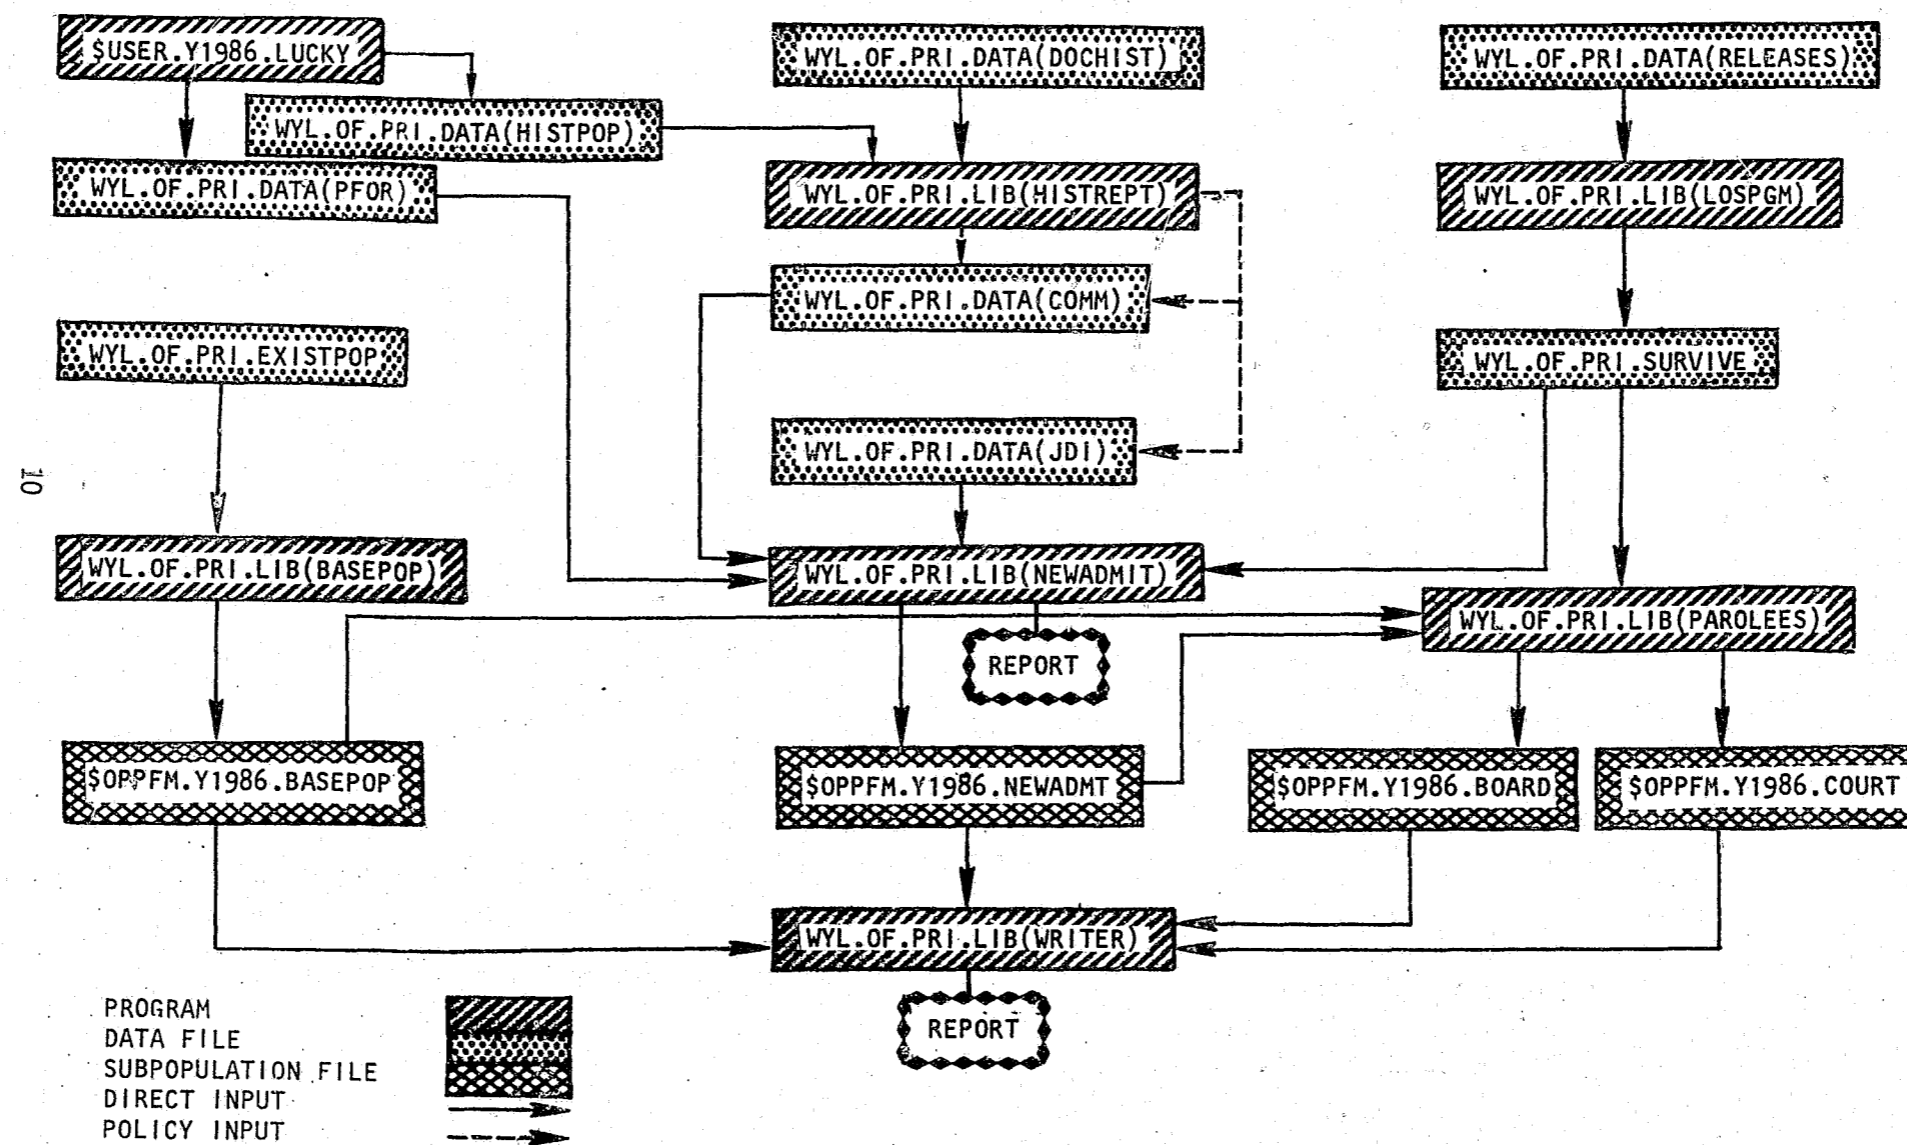 $USER.Y1986.LUCKY
WYL.OF.PRI.DATA(DOCHIST)
WYL.OF.PRI.DATA(RELEASES)
WYL.OF.PRI.DATA(HISTPOP)
WYL.OF.PRI.DATA(PFOR)
WYL.OF.PRI.LIB(HISTREPT)
WYL.OF.PRI.LIB(LOSPGM)
WYL.OF.PRI.DATA(COMM)
WYL.OF.PRI.EXISTPOP
WYL.OF.PRI.SURVIVE
WYL.OF.PRI.DATA(JDI)
10
WYL.OF.PRI.LIB(BASEPOP)
WYL.OF.PRI.LIB(NEWADMIT)
WYL.OF.PRI.LIB(PAROLEES)
REPORT
$OPPFM.Y1986.BASEPOP
$OPPFM.Y1986.NEWADMT
$OPPFM.Y1986.BOARD
$OPPFM.Y1986.COURT
WYL.OF.PRI.LIB(WRITER)
REPORT
PROGRAM
DATA FILE
SUBPOPULATION FILE
DIRECT INPUT
POLICY INPUT